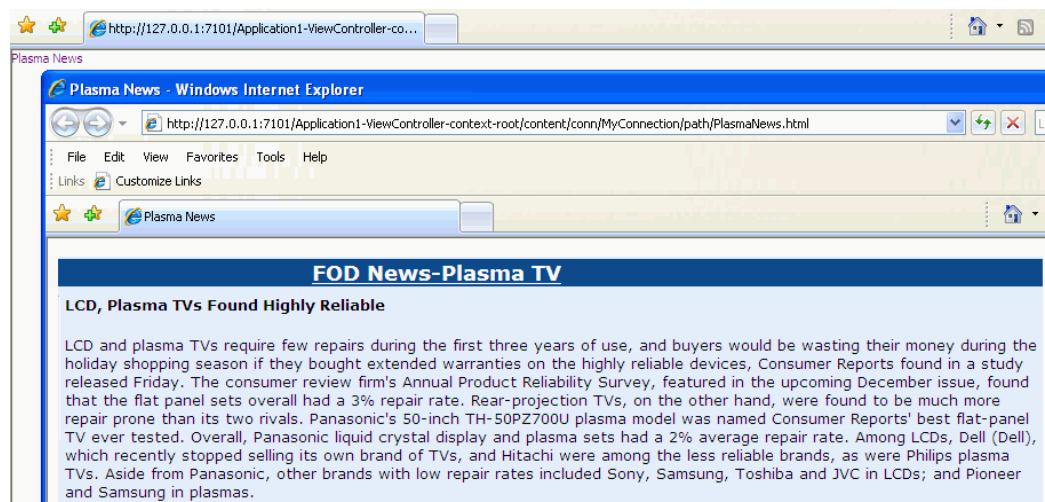 http://127.0.0.1:7101/Application1-ViewController-co...
Plasma News
Plasma News - Windows Internet Explorer
http://127.0.0.1:7101/Application1-ViewController-context-root/content/conn/MyConnection/path/PlasmaNews.html
File Edit View Favorites Tools Help
Links Customize Links
Plasma News
FOD News-Plasma TV
LCD, Plasma TVs Found Highly Reliable
LCD and plasma TVs require few repairs during the first three years of use, and buyers would be wasting their money during the
holiday shopping season if they bought extended warranties on the highly reliable devices, Consumer Reports found in a study
released Friday. The consumer review firm's Annual Product Reliability Survey, featured in the upcoming December issue, found
that the flat panel sets overall had a 3% repair rate. Rear-projection TVs, on the other hand, were found to be much more
repair prone than its two rivals. Panasonic's 50-inch TH-50PZ700U plasma model was named Consumer Reports' best flat-panel
TV ever tested. Overall, Panasonic liquid crystal display and plasma sets had a 2% average repair rate. Among LCDs, Dell (Dell),
which recently stopped selling its own brand of TVs, and Hitachi were among the less reliable brands, as were Philips plasma
TVs. Aside from Panasonic, other brands with low repair rates included Sony, Samsung, Toshiba and JVC in LCDs; and Pioneer
and Samsung in plasmas.